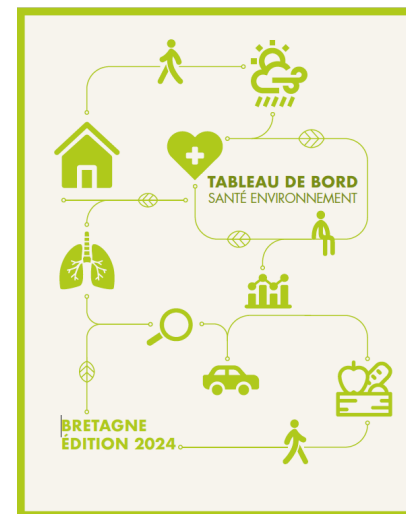 TABLEAU DE BORD
SANTÉ ENVIRONNEMENT
BRETAGNE
ÉDITION 2024